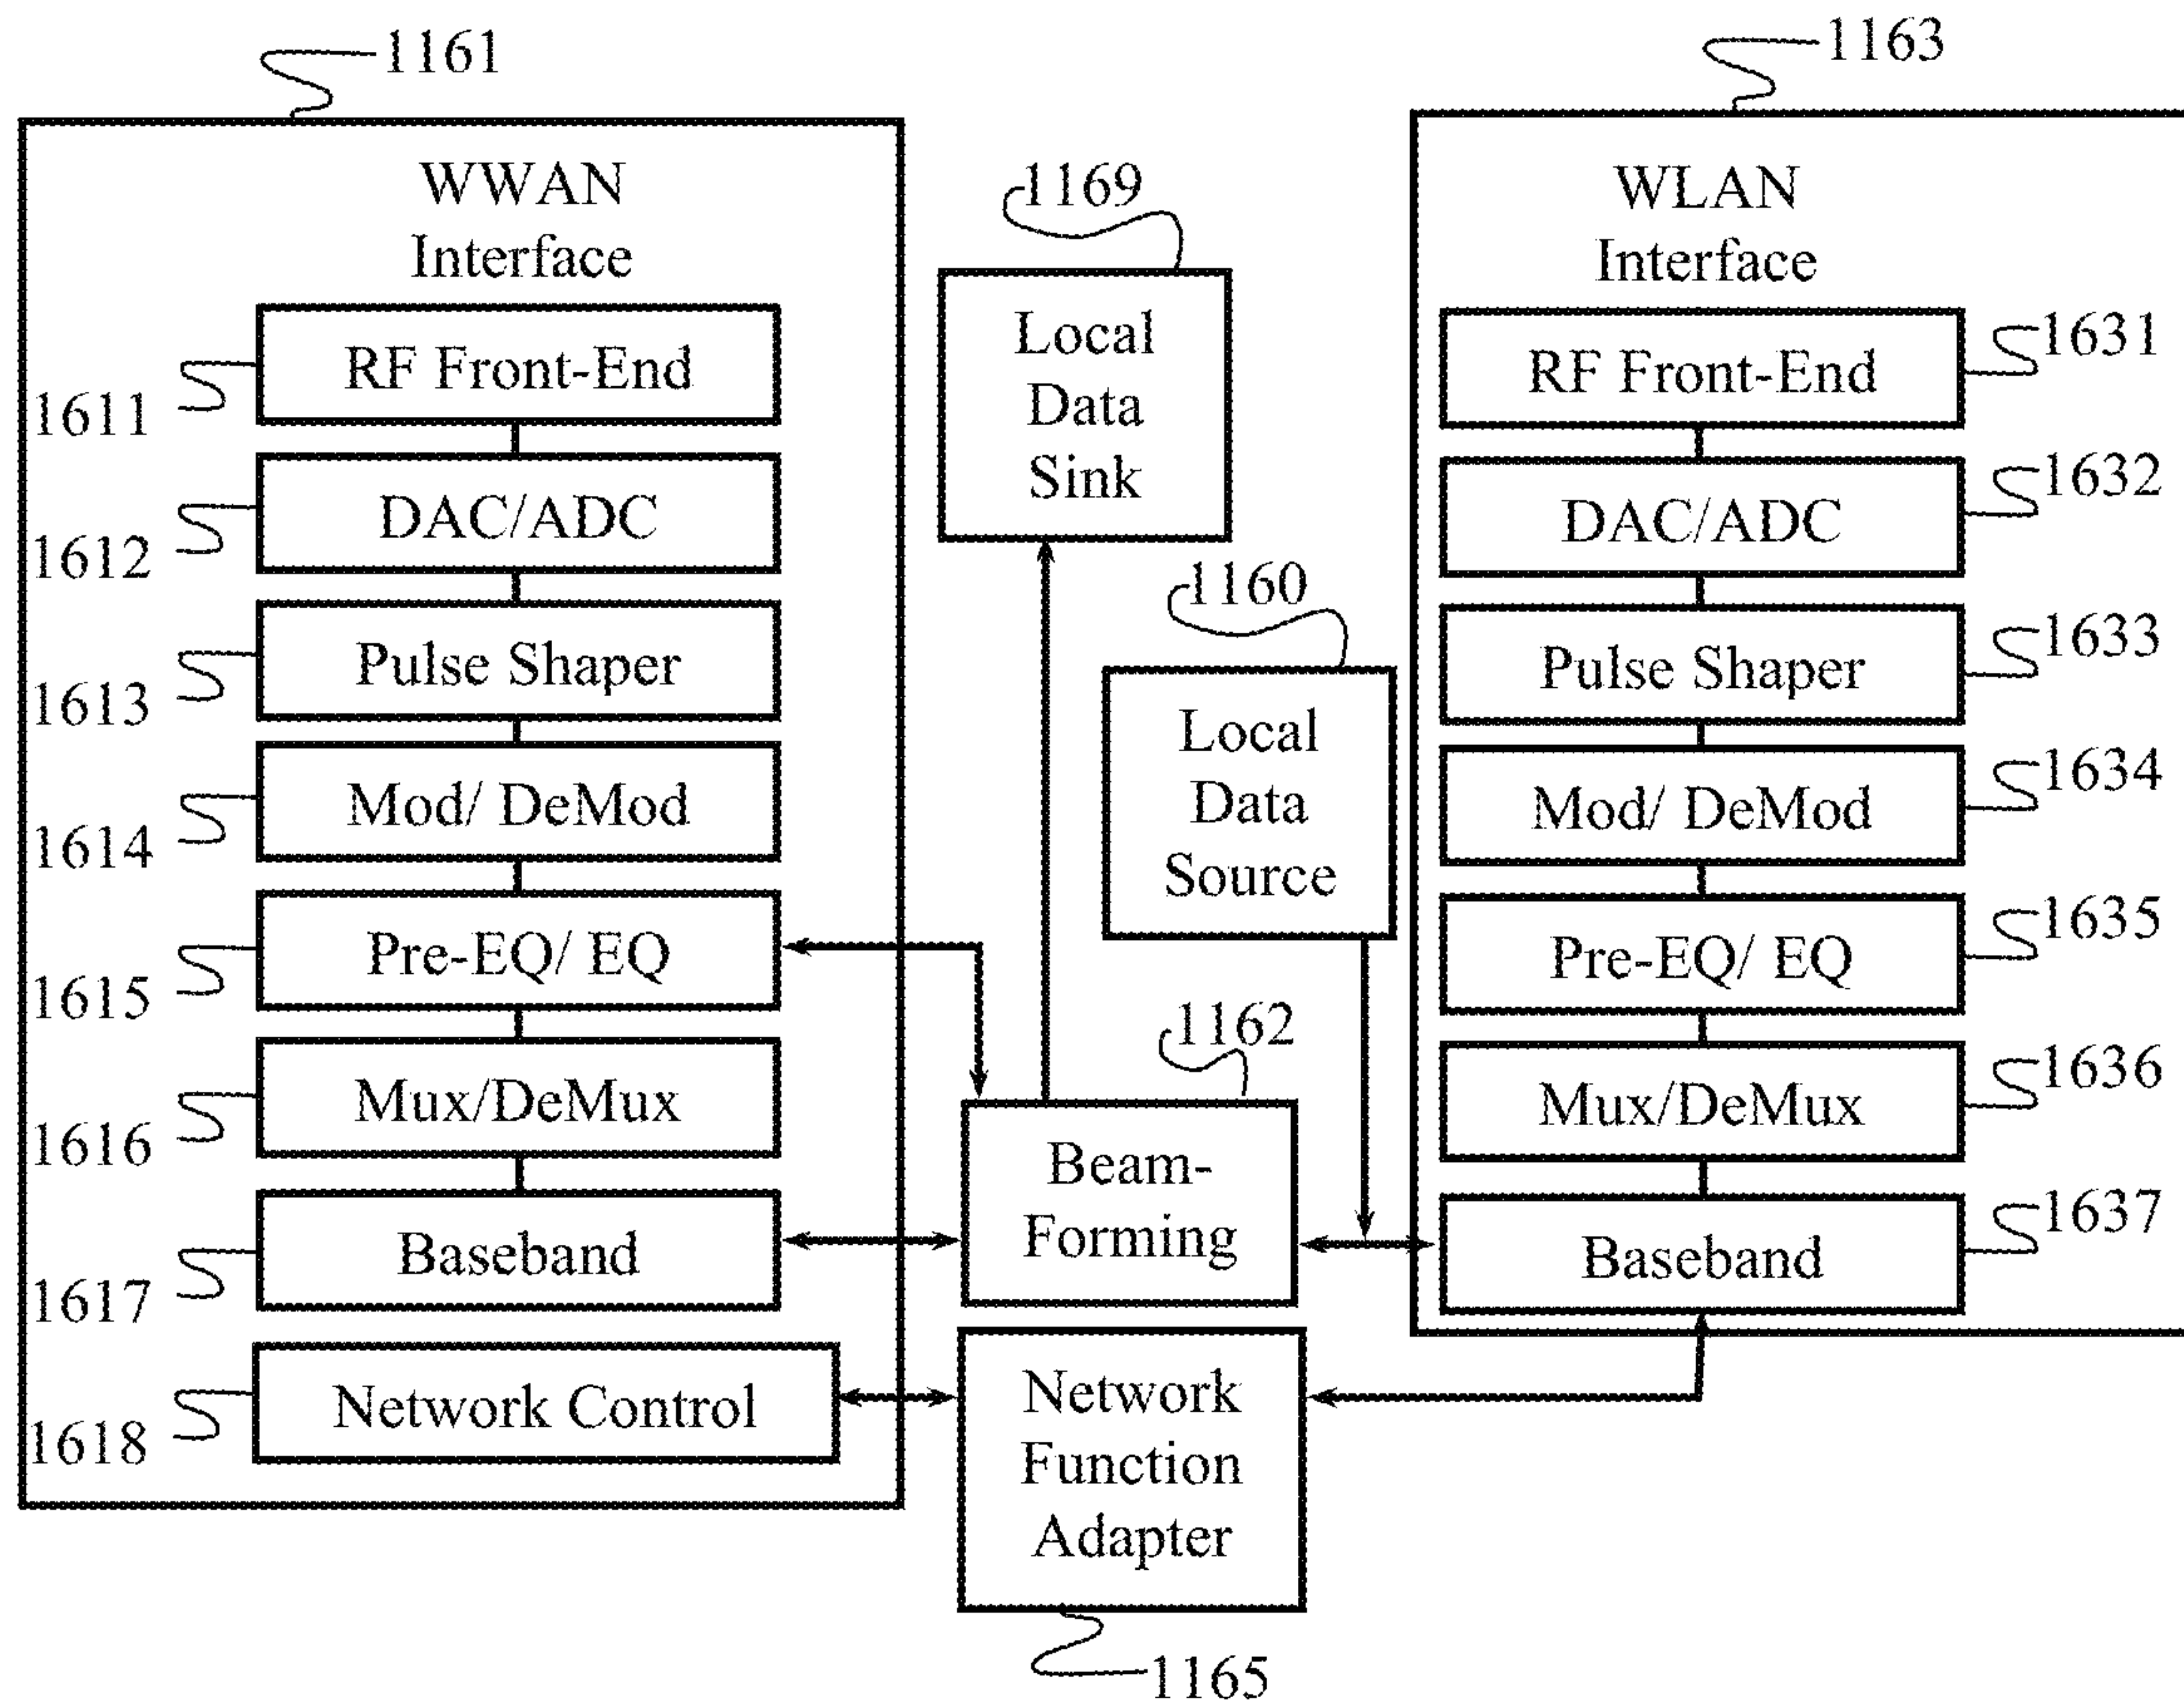 1161
WWAN
Interface
RF Front-End
1611
DAC/ADC
1612
Pulse Shaper
1613
Mod/ DeMod
1614
Pre-EQ/ EQ
1615
Mux/DeMux
1616
Baseband
1617
Network Control
1618
1169
Local
Data
Sink
1160
Local
Data
Source
1162
Beam-
Forming
Network
Function
Adapter
1165
1163
WLAN
Interface
RF Front-End
1631
DAC/ADC
1632
Pulse Shaper
1633
Mod/ DeMod
1634
Pre-EQ/ EQ
1635
Mux/DeMux
1636
Baseband
1637